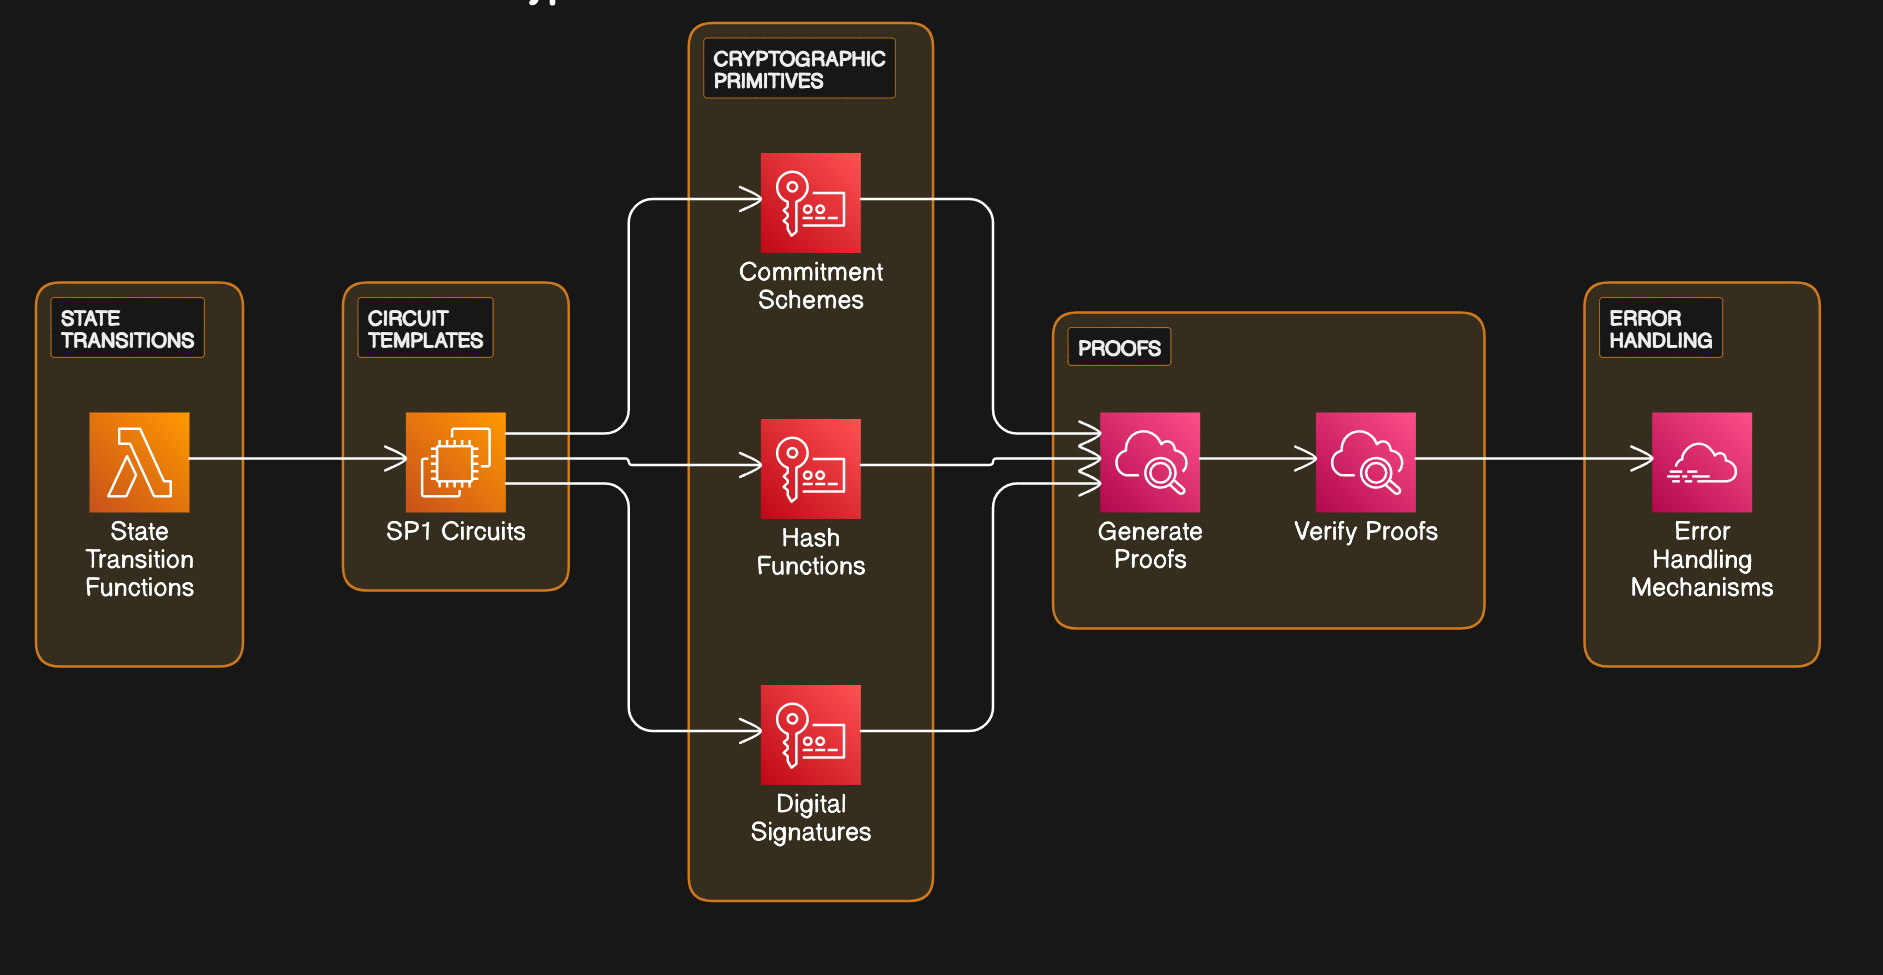 CRYPTOGRAPHIC
PRIMITIVES
Commitment
Schemes
STATE
TRANSITIONS
CIRCUIT
TEMPLATES
PROOFS
ERROR
HANDLING
State
Transition
Functions
SP1 Circuits
Hash
Functions
Generate
Proofs
Verify Proofs
Error
Handling
Mechanisms
Digital
Signatures